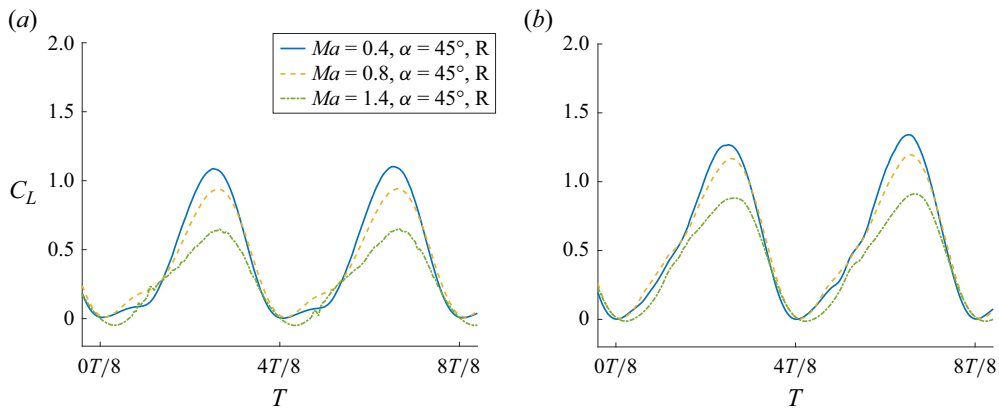 (a)
2.0
1.5
1.0
0.5
0
C_L
0T/8
4T/8
8T/8
T
Ma = 0.4, α = 45°, R
Ma = 0.8, α = 45°, R
Ma = 1.4, α = 45°, R
(b)
2.0
1.5
1.0
0.5
0
0T/8
4T/8
8T/8
T